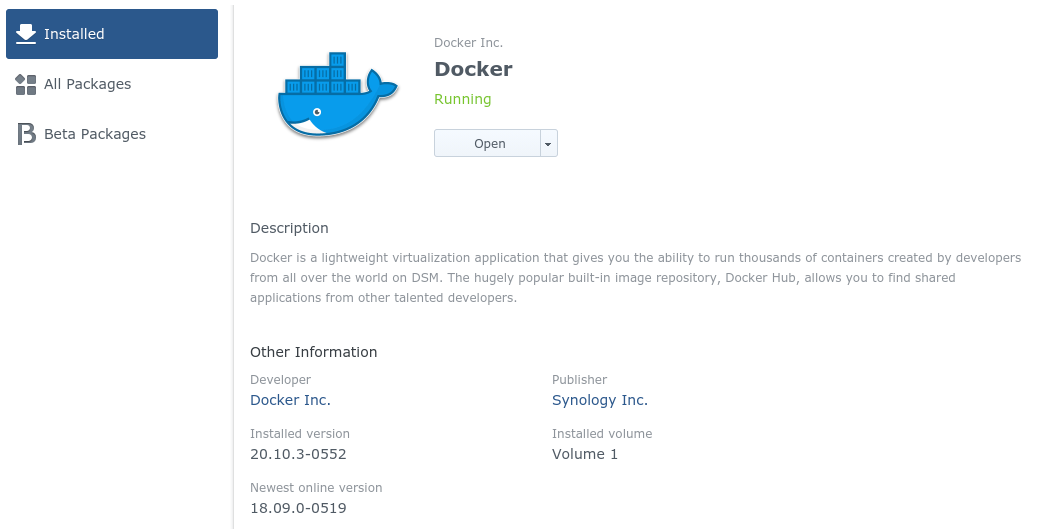 Installed
All Packages
Beta Packages
Docker Inc.
Docker
Running
Open
Description
Docker is a lightweight virtualization application that gives you the ability to run thousands of containers created by developers
from all over the world on DSM. The hugely popular built-in image repository, Docker Hub, allows you to find shared
applications from other talented developers.
Other Information
Developer
Docker Inc.
Publisher
Synology Inc.
Installed version
20.10.3-0552
Installed volume
Volume 1
Newest online version
18.09.0-0519